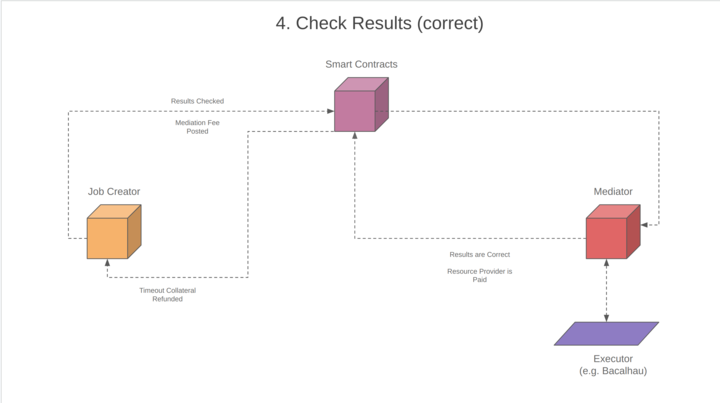 4. Check Results (correct)
Smart Contracts
Results Checked
Mediation Fee
Posted
Job Creator
Mediator
Results are Correct
Resource Provider is
Paid
Timeout Collateral
Refunded
Executor
(e.g. Bacalhau)